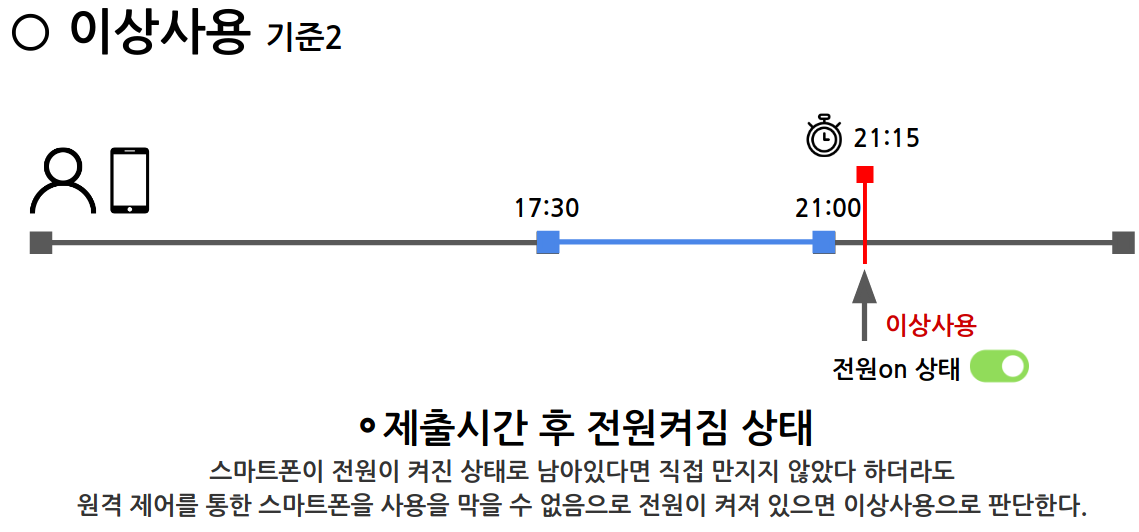 ○ 이상사용 기준2
21:15
17:30
21:00
이상사용
전원on 상태
제출시간 후 전원켜짐 상태
스마트폰이 전원이 켜진 상태로 남아있다면 직접 만지지 않았다 하더라도
원격 제어를 통한 스마트폰을 사용을 막을 수 없음으로 전원이 켜져 있으면 이상사용으로 판단한다.